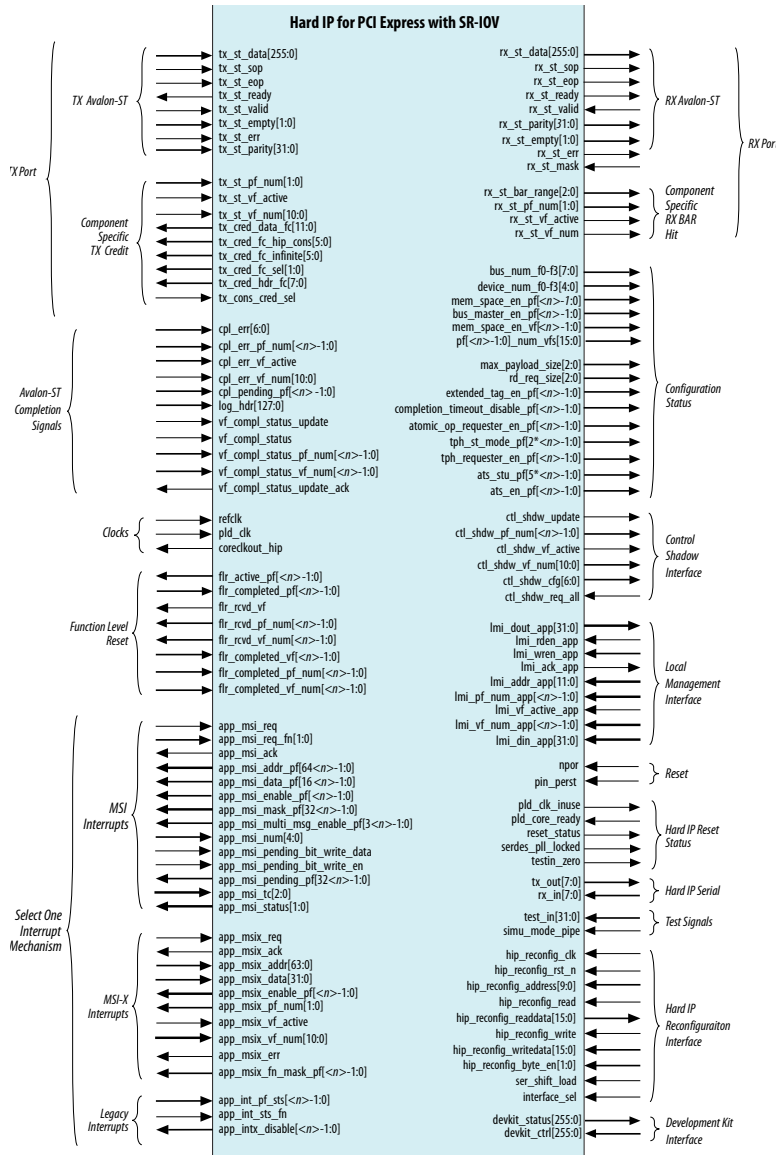 Hard IP for PCI Express with SR-IOV
TX Port
TX Avalon-ST
tx_st_data[255:0]
tx_st_sop
tx_st_eop
tx_st_ready
tx_st_valid
tx_st_empty[1:0]
tx_st_err
tx_st_parity[31:0]
Component
Specific
TX Credit
tx_st_pf_num[1:0]
tx_st_vf_active
tx_st_vf_num[10:0]
tx_cred_data_fc[11:0]
tx_cred_fc_hip_cons[5:0]
tx_cred_fc_infinite[5:0]
tx_cred_fc_sel[1:0]
tx_cred_hdr_fc[7:0]
tx_cons_cred_sel
Avalon-ST
Completion
Signals
cpl_err[6:0]
cpl_err_pf_num[<n>-1:0]
cpl_err_vf_active
cpl_err_vf_num[10:0]
cpl_pending_pf[<n> -1:0]
log_hdr[127:0]
vf_compl_status_update
vf_compl_status
vf_compl_status_pf_num[<n>-1:0]
vf_compl_status_vf_num[<n>-1:0]
vf_compl_status_update_ack
Clocks
refclk
pld_clk
coreclkout_hip
Function Level
Reset
flr_active_pf[<n>-1:0]
flr_completed_pf[<n>-1:0]
flr_rcvd_vf
flr_rcvd_pf_num[<n>-1:0]
flr_rcvd_vf_num[<n>-1:0]
flr_completed_vf[<n>-1:0]
flr_completed_pf_num[<n>-1:0]
flr_completed_vf_num[<n>-1:0]
Select One
Interrupt
Mechanism
MSI
Interrupts
app_msi_req
app_msi_req_fn[1:0]
app_msi_ack
app_msi_addr_pf[64<n>-1:0]
app_msi_data_pf[16<n>-1:0]
app_msi_enable_pf[<n>-1:0]
app_msi_mask_pf[32<n>-1:0]
app_msi_multi_msg_enable_pf[3<n>-1:0]
app_msi_num[4:0]
app_msi_pending_bit_write_data
app_msi_pending_bit_write_en
app_msi_pending_pf[32<n>-1:0]
app_msi_tc[2:0]
app_msi_status[1:0]
MSI-X
Interrupts
app_msix_req
app_msix_ack
app_msix_addr[63:0]
app_msix_data[31:0]
app_msix_enable_pf[<n>-1:0]
app_msix_pf_num[1:0]
app_msix_vf_active
app_msix_vf_num[10:0]
app_msix_err
app_msix_fn_mask_pf[<n>-1:0]
Legacy
Interrupts
app_int_pf_sts[<n>-1:0]
app_int_sts_fn
app_intx_disable[<n>-1:0]
rx_st_data[255:0]
rx_st_sop
rx_st_eop
rx_st_ready
rx_st_valid
rx_st_parity[31:0]
rx_st_empty[1:0]
rx_st_err
rx_st_mask
RX Avalon-ST
RX Port
rx_st_bar_range[2:0]
rx_st_pf_num[1:0]
rx_st_vf_active
rx_st_vf_num
Component
Specific
RX BAR
Hit
bus_num_f0-f3[7:0]
device_num_f0-f3[4:0]
mem_space_en_pf[<n>-1:0]
bus_master_en_pf[<n>-1:0]
mem_space_en_vf[<n>-1:0]
pf[<n>-1:0]_num_vfs[15:0]
max_payload_size[2:0]
rd_req_size[2:0]
extended_tag_en_pf[<n>-1:0]
completion_timeout_disable_pf[<n>-1:0]
atomic_op_requester_en_pf[<n>-1:0]
tph_st_mode_pf[2*<n>-1:0]
tph_requester_en_pf[<n>-1:0]
ats_stu_pf[5*<n>-1:0]
ats_en_pf[<n>-1:0]
Configuration
Status
ctl_shdw_update
ctl_shdw_pf_num[<n>-1:0]
ctl_shdw_vf_active
ctl_shdw_vf_num[10:0]
ctl_shdw_cfg[6:0]
ctl_shdw_req_all
Control
Shadow
Interface
lmi_dout_app[31:0]
lmi_rden_app
lmi_wren_app
lmi_ack_app
lmi_addr_app[11:0]
lmi_pf_num_app[<n>-1:0]
lmi_vf_active_app
lmi_vf_num_app[<n>-1:0]
lmi_din_app[31:0]
Local
Management
Interface
npor
pin_perst
Reset
pld_clk_inuse
pld_core_ready
reset_status
serdes_pll_locked
testin_zero
Hard IP Reset
Status
tx_out[7:0]
rx_in[7:0]
Hard IP Serial
test_in[31:0]
simu_mode_pipe
Test Signals
hip_reconfig_clk
hip_reconfig_rst_n
hip_reconfig_address[9:0]
hip_reconfig_read
hip_reconfig_readdata[15:0]
hip_reconfig_write
hip_reconfig_writedata[15:0]
hip_reconfig_byte_en[1:0]
ser_shift_load
interface_sel
Hard IP
Reconfiguraiton
Interface
devkit_status[255:0]
devkit_ctrl[255:0]
Development Kit
Interface